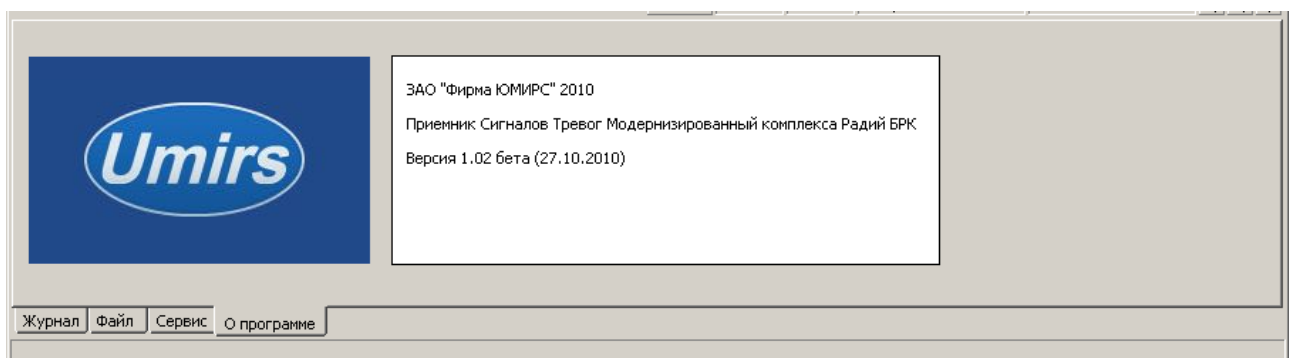 Umirs
ЗАО "Фирма ЮМИРС" 2010
Приемник Сигналов Тревог Модернизированный комплекса Радий БРК
Версия 1.02 бета (27.10.2010)
Журнал Файл Сервис О программе